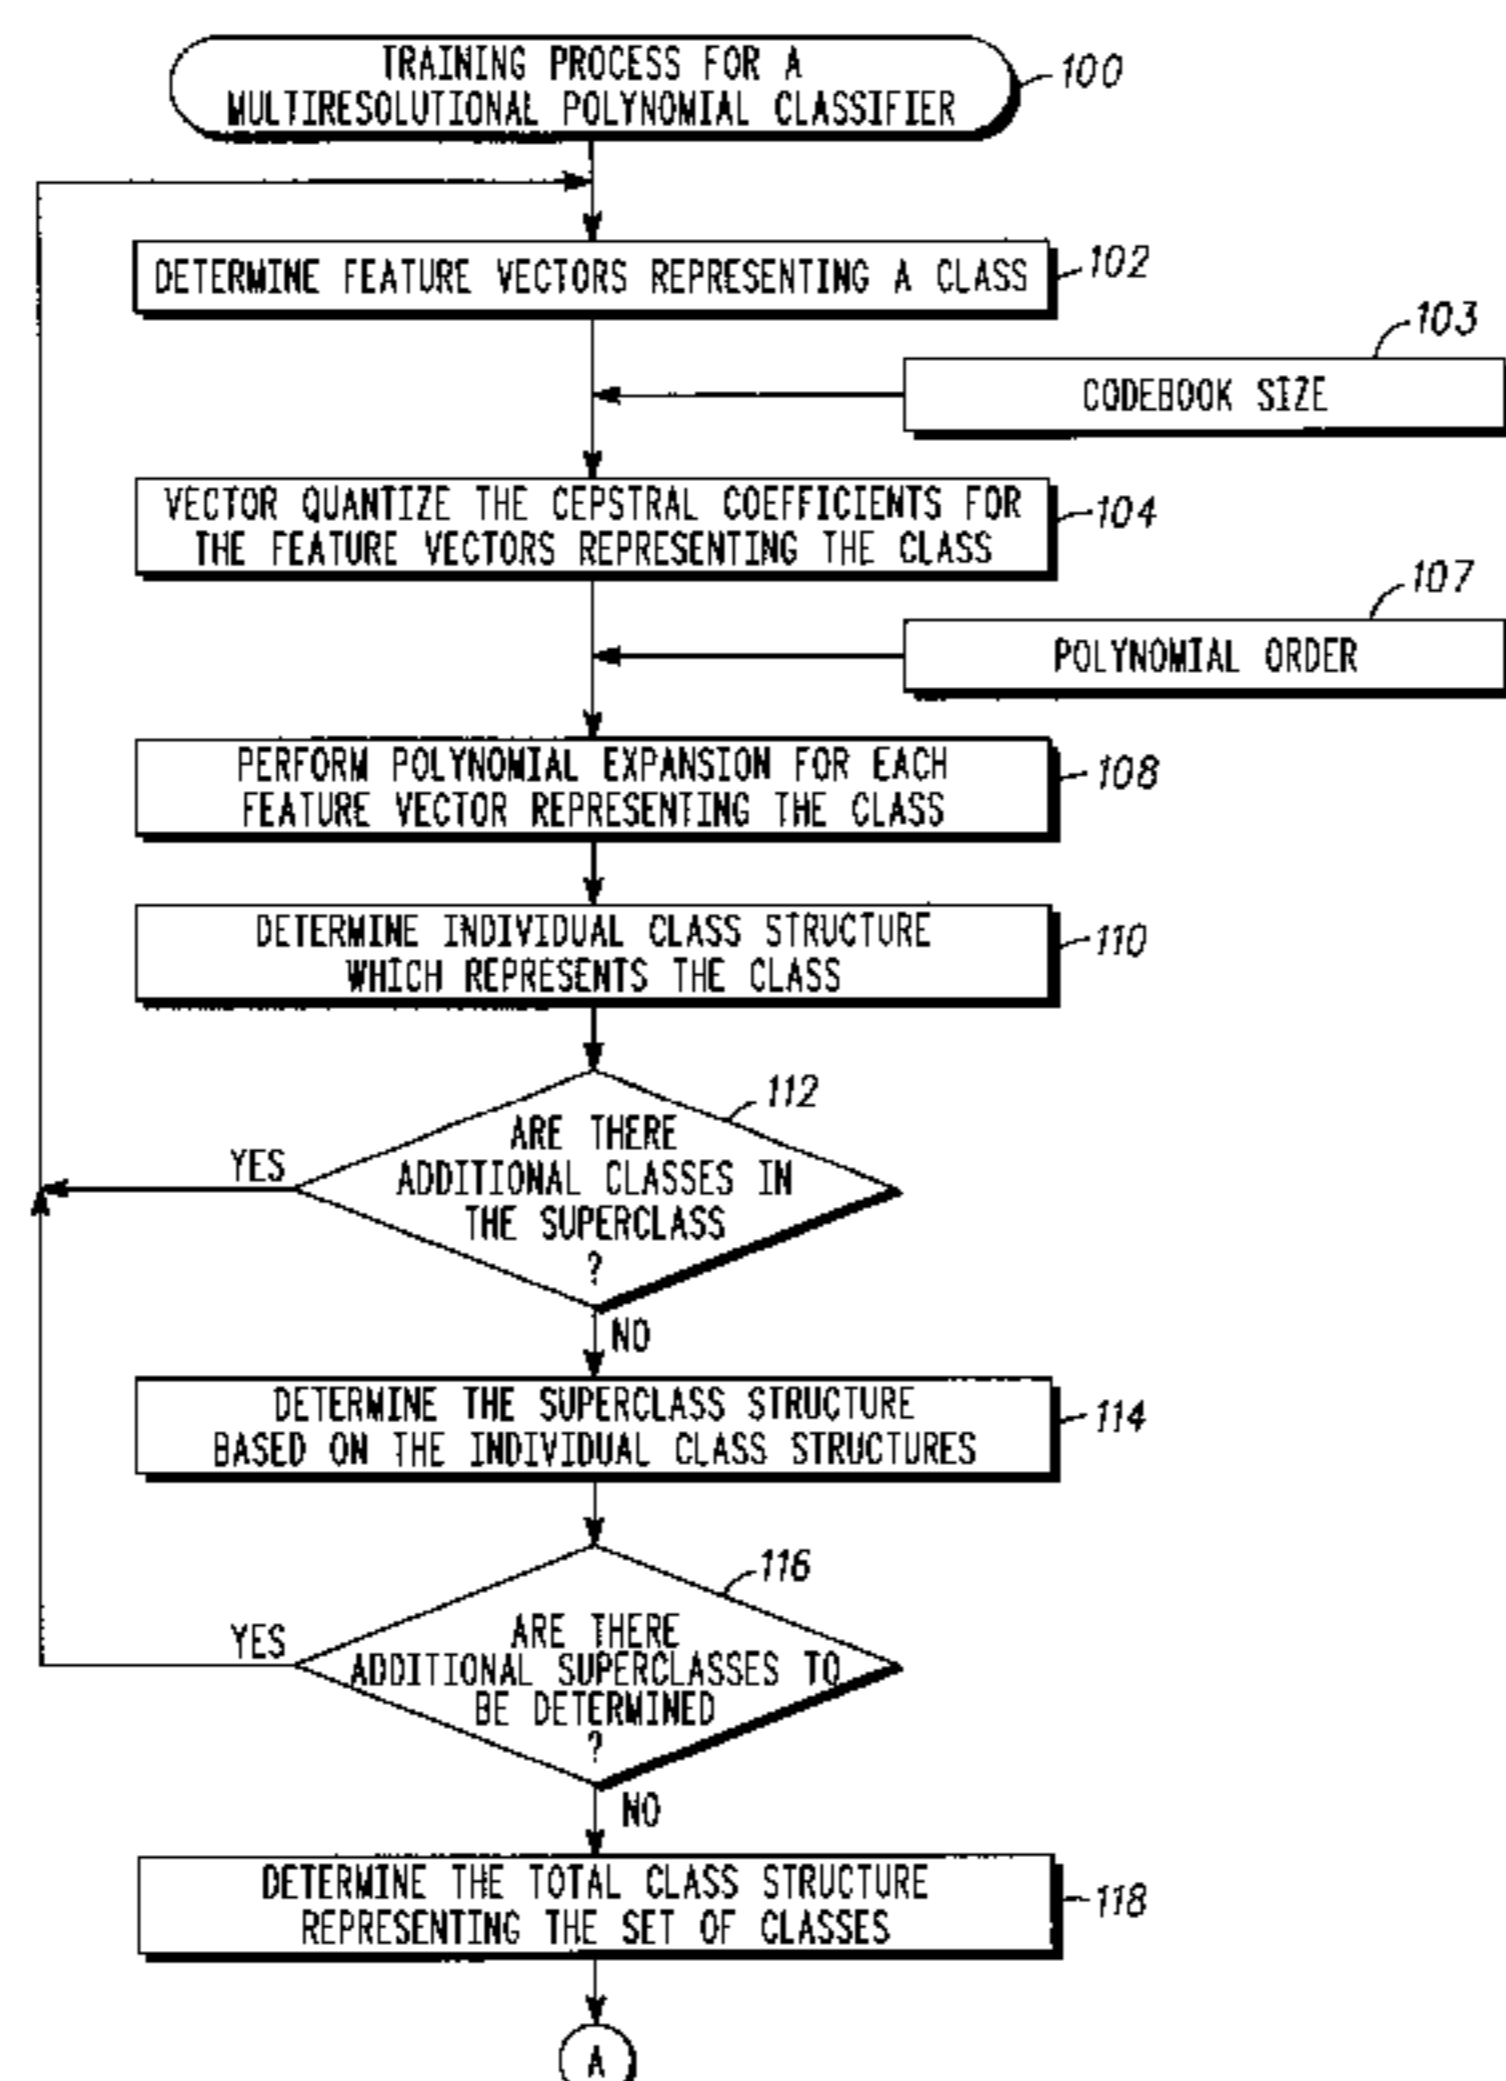 TRAINING PROCESS FOR A
MULTIRESOLUTIONAL POLYNOMIAL CLASSIFIER
100
DETERMINE FEATURE VECTORS REPRESENTING A CLASS
102
103
CODEBOOK SIZE
VECTOR QUANTIZE THE CEPSTRAL COEFFICIENTS FOR
THE FEATURE VECTORS REPRESENTING THE CLASS
104
107
POLYNOMIAL ORDER
PERFORM POLYNOMIAL EXPANSION FOR EACH
FEATURE VECTOR REPRESENTING THE CLASS
108
DETERMINE INDIVIDUAL CLASS STRUCTURE
WHICH REPRESENTS THE CLASS
110
112
ARE THERE
ADDITIONAL CLASSES IN
THE SUPERCLASS
?
YES
NO
DETERMINE THE SUPERCLASS STRUCTURE
BASED ON THE INDIVIDUAL CLASS STRUCTURES
114
116
ARE THERE
ADDITIONAL SUPERCLASSES TO
BE DETERMINED
?
YES
NO
DETERMINE THE TOTAL CLASS STRUCTURE
REPRESENTING THE SET OF CLASSES
118
A